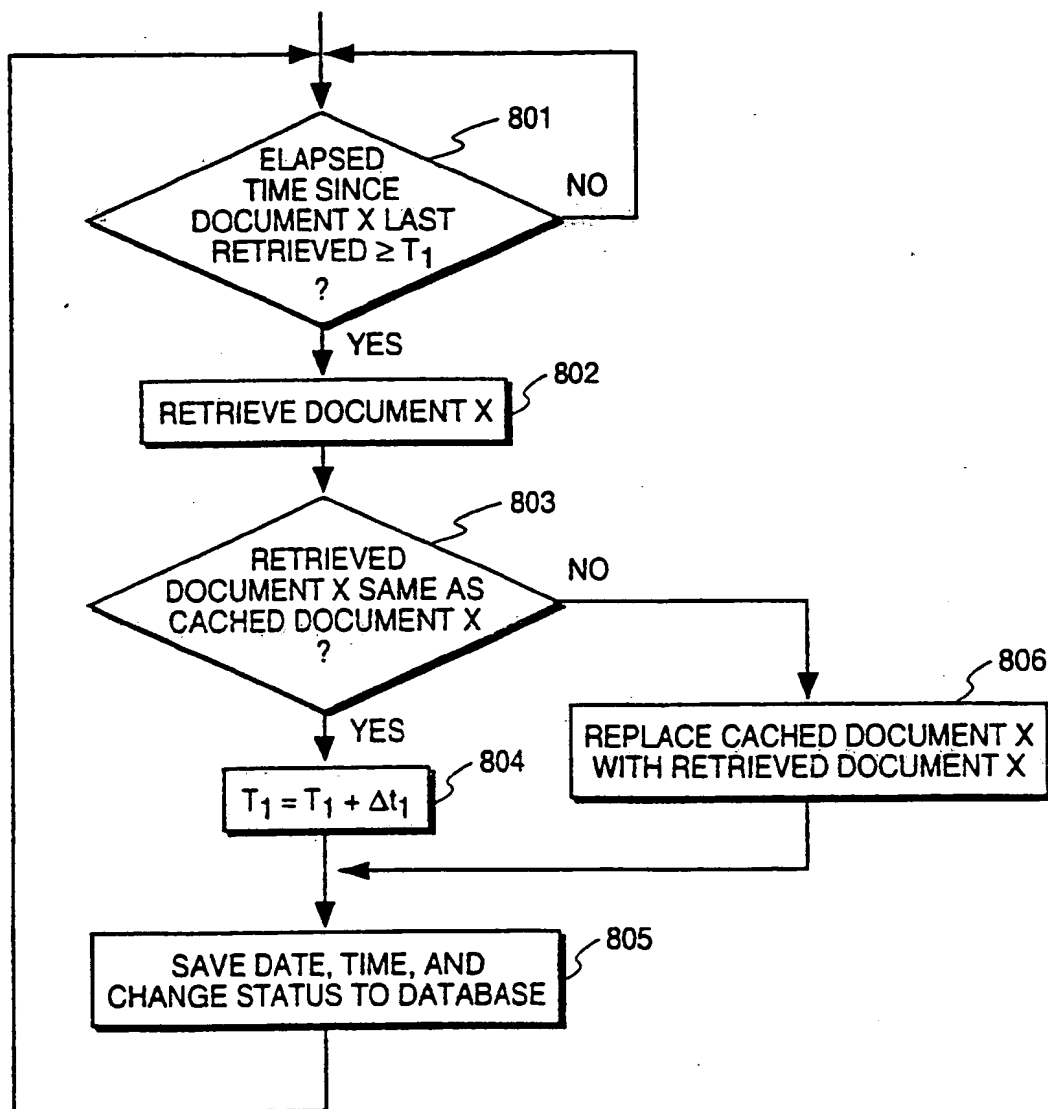 801
ELAPSED
TIME SINCE
DOCUMENT X LAST
RETRIEVED ≥ T₁
?
NO
YES
802
RETRIEVE DOCUMENT X
803
RETRIEVED
DOCUMENT X SAME AS
CACHED DOCUMENT X
?
NO
YES
806
REPLACE CACHED DOCUMENT X
WITH RETRIEVED DOCUMENT X
804
T₁ = T₁ + Δt₁
805
SAVE DATE, TIME, AND
CHANGE STATUS TO DATABASE